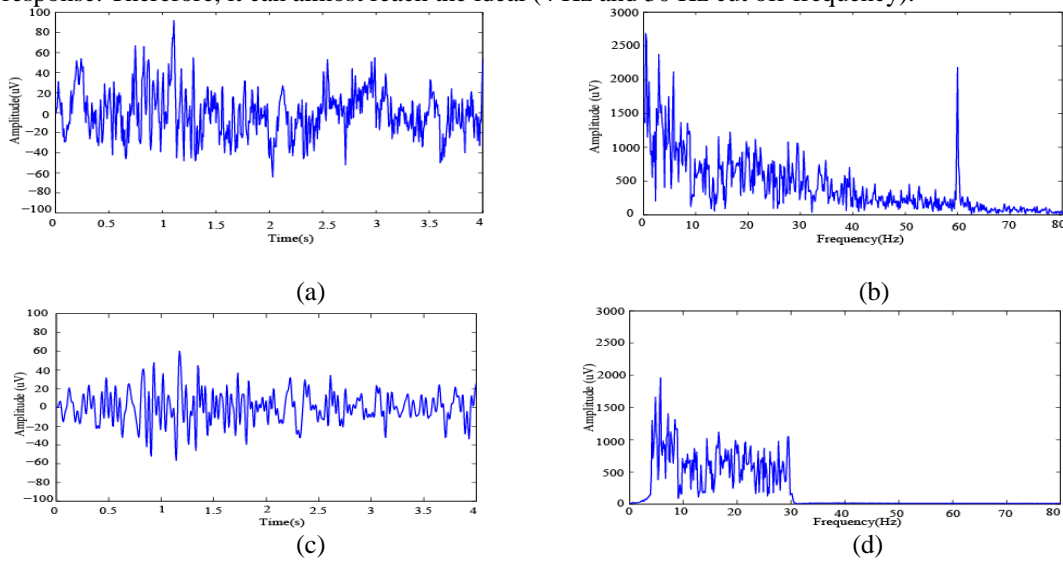 response. Therefore, it can almost reach the ideal (4 Hz and 30 Hz cut off frequency).
100
80
60
40
20
0
−20
−40
−60
−80
−100
Amplitude(uV)
0 0.5 1 1.5 2 2.5 3 3.5 4
Time(s)
(a)
3000
2500
2000
1500
1000
500
0
Amplitude (uV)
0 10 20 30 40 50 60 70 80
Frequency(Hz)
(b)
100
80
60
40
20
0
−20
−40
−60
−80
−100
Amplitude (uV)
0 0.5 1 1.5 2 2.5 3 3.5 4
Time(s)
(c)
3000
2500
2000
1500
1000
500
0
Amplitude (uV)
0 10 20 30 40 50 60 70 80
Frequency(Hz)
(d)